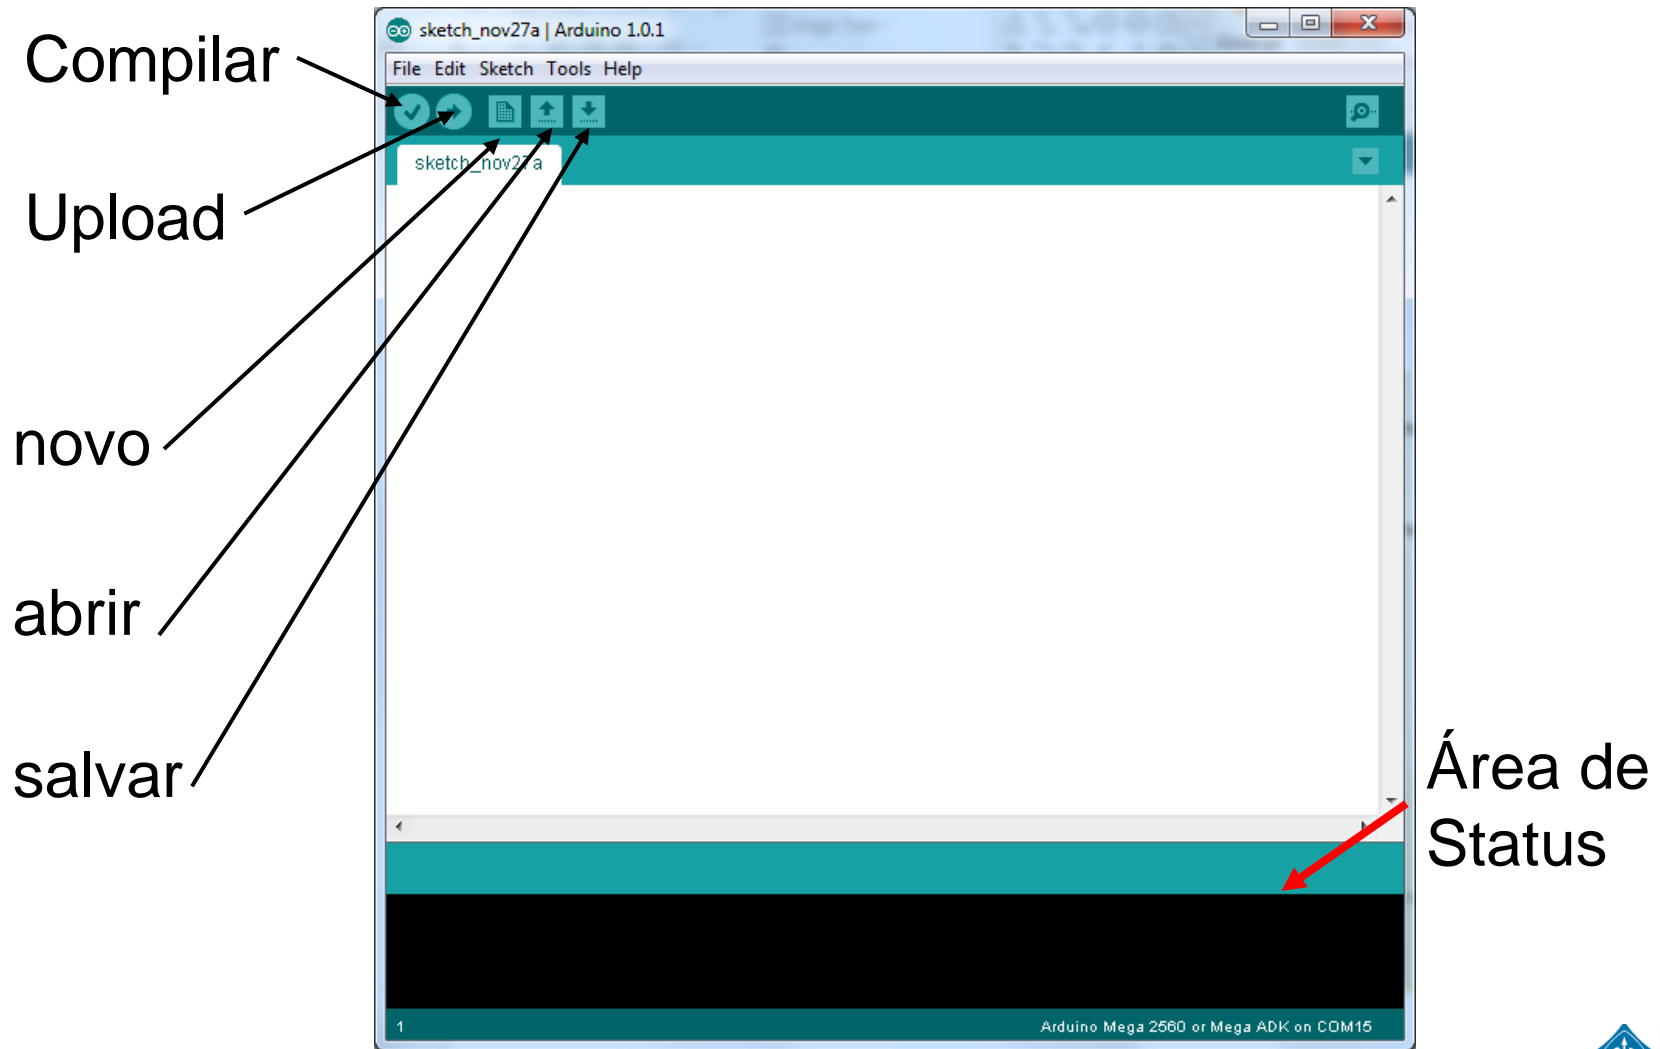 sketch_nov27a | Arduino 1.0.1
Compilar
File Edit Sketch Tools Help
sketch_nov27a
Upload
novo
abrir
salvar
Área de
Status
1
Arduino Mega 2560 or Mega ADK on COM15